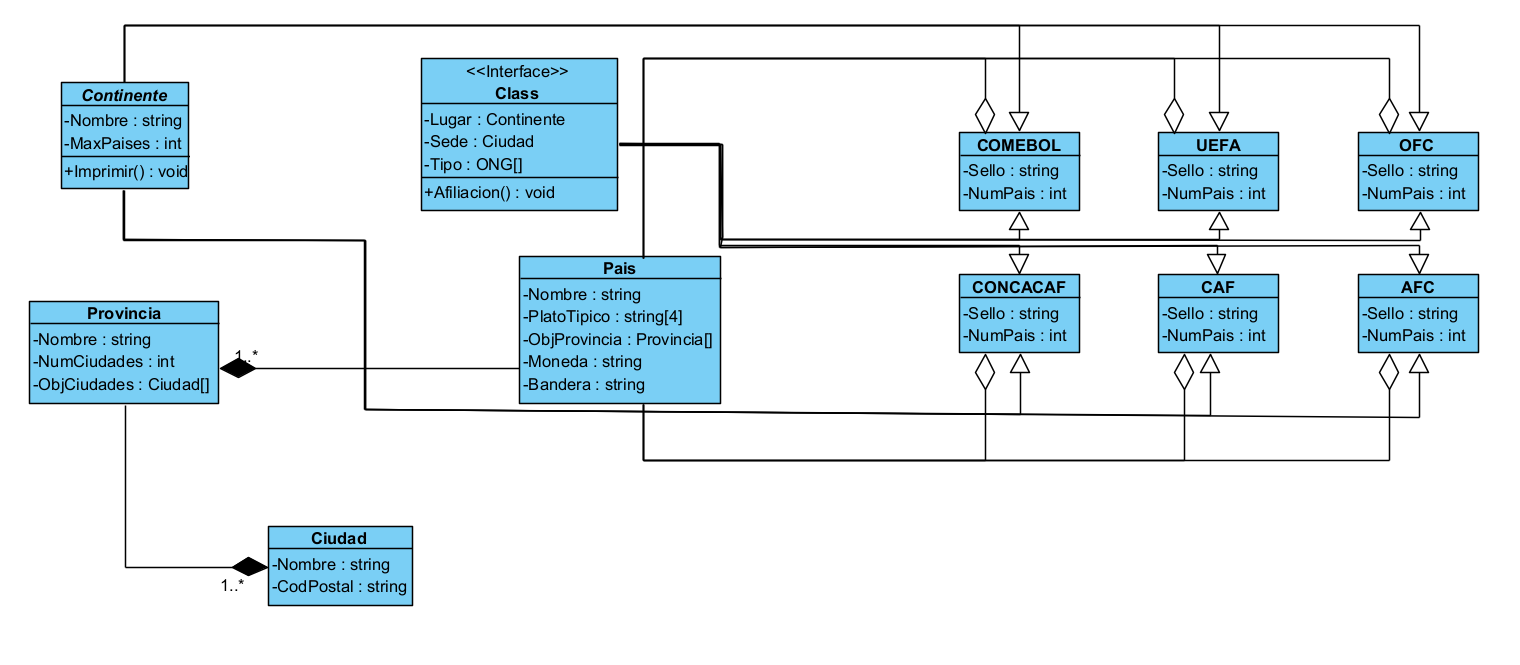 Continente
-Nombre : string
-MaxPaises : int
+Imprimir() : void
<<Interface>>
Class
-Lugar : Continente
-Sede : Ciudad
-Tipo : ONG[]
+Afiliacion() : void
COMEBOL
-Sello : string
-NumPais : int
UEFA
-Sello : string
-NumPais : int
OFC
-Sello : string
-NumPais : int
Pais
-Nombre : string
-PlatoTipico : string[4]
-ObjProvincia : Provincia[]
-Moneda : string
-Bandera : string
CONCACAF
-Sello : string
-NumPais : int
CAF
-Sello : string
-NumPais : int
AFC
-Sello : string
-NumPais : int
Provincia
-Nombre : string
-NumCiudades : int
-ObjCiudades : Ciudad[]
1..*
Ciudad
-Nombre : string
-CodPostal : string
1..*